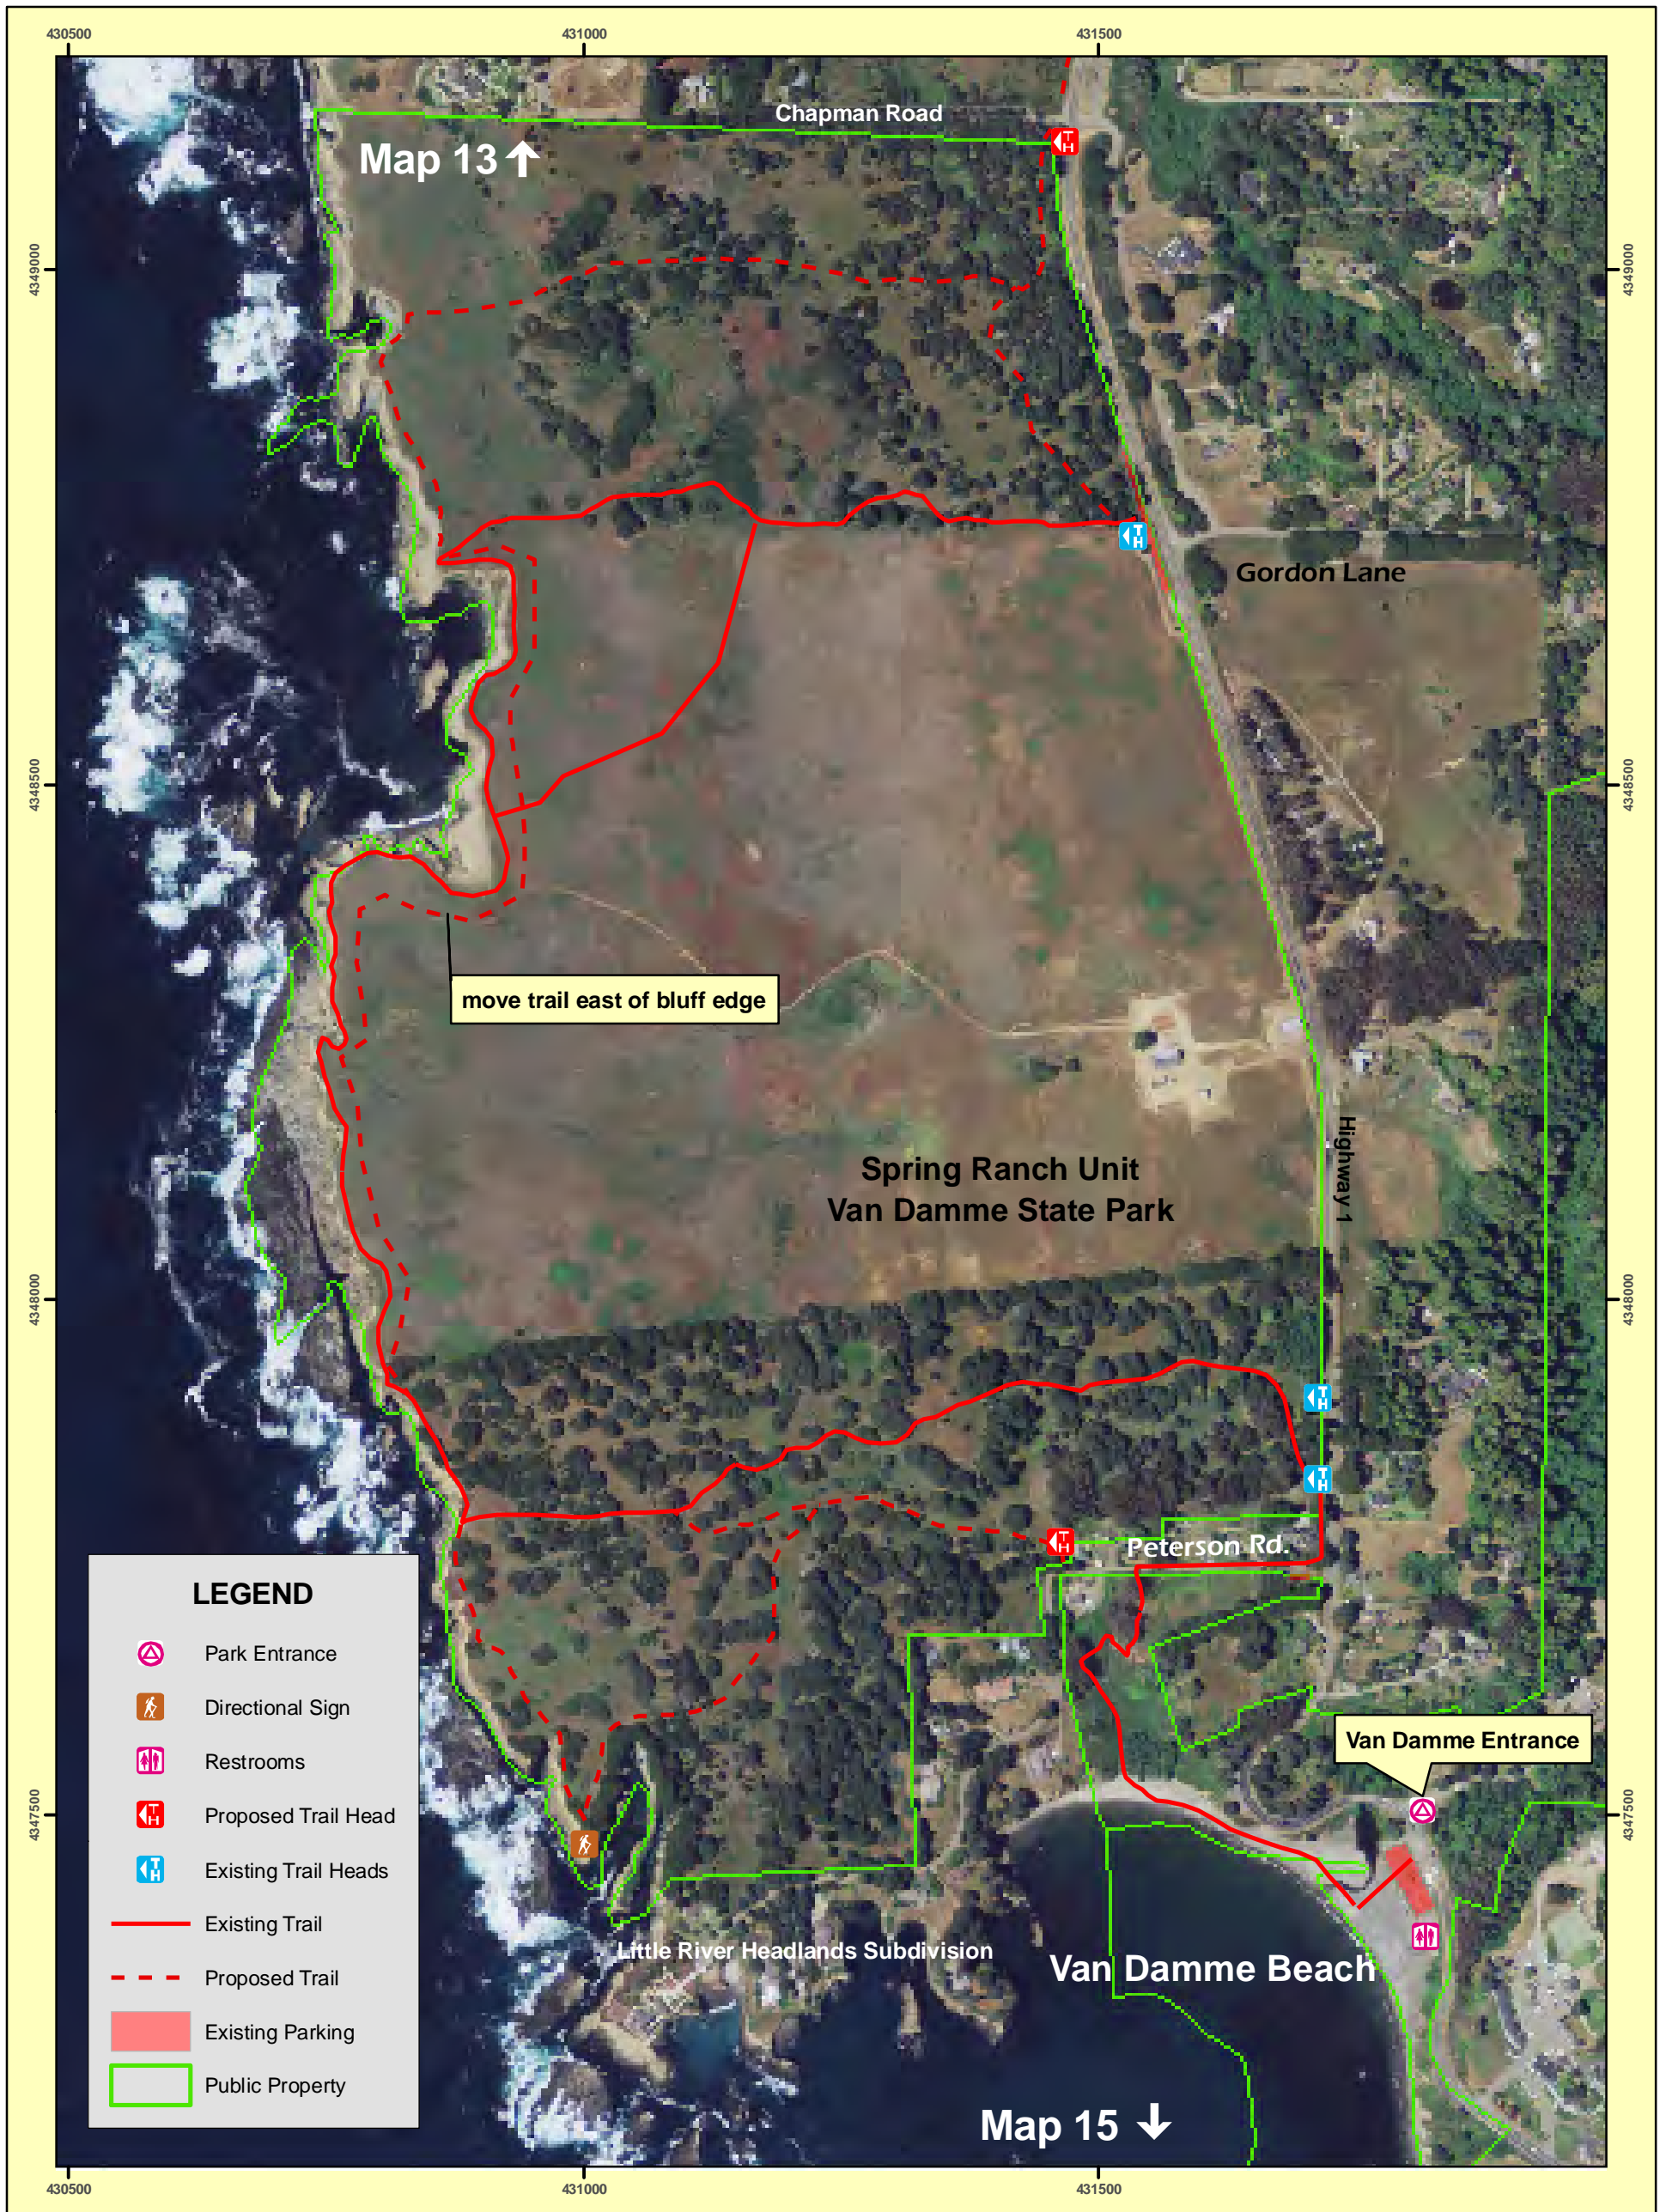 430500
431000
431500
Chapman Road
T
H
Map 13
4349000
4349000
T
H
Gordon Lane
4348500
4348500
move trail east of bluff edge
Highway 1
Spring Ranch Unit
Van Damme State Park
4348000
4348000
T
H
T
H
T
H
Peterson Rd.
LEGEND
Park Entrance
Directional Sign
Restrooms
T
H
Proposed Trail Head
T
H
Existing Trail Heads
Existing Trail
Proposed Trail
Existing Parking
Public Property
Van Damme Entrance
4347500
4347500
Little River Headlands Subdivision
Van Damme Beach
Map 15
430500
431000
431500